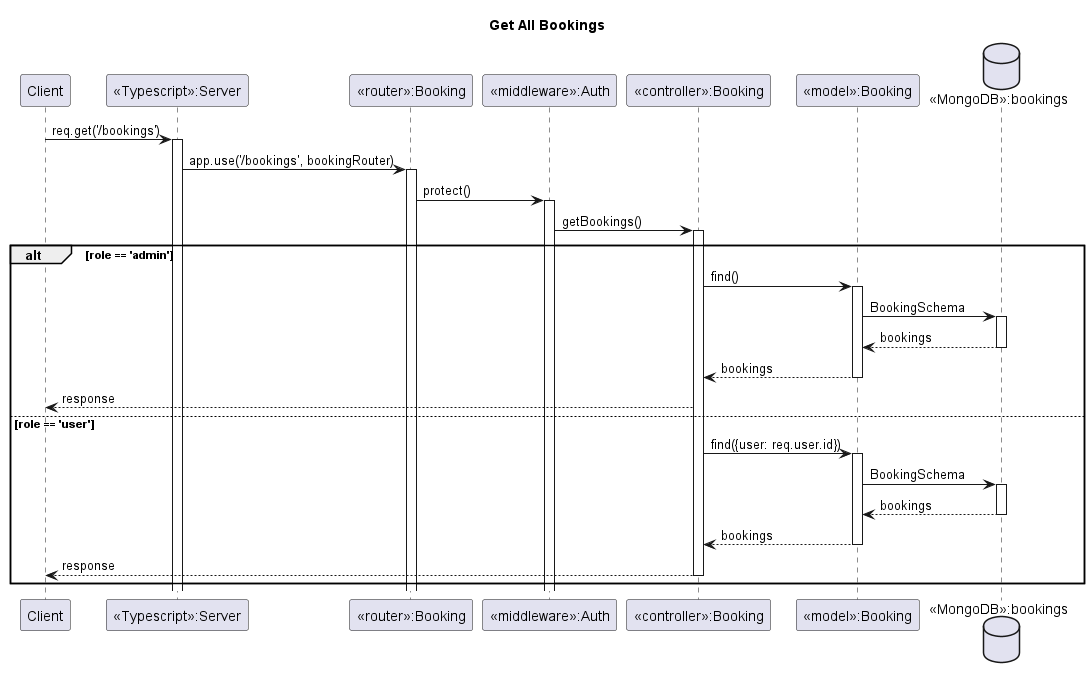 Get All Bookings
Client
«Typescript»:Server
«router»:Booking
«middleware»:Auth
«controller»:Booking
«model»:Booking
«MongoDB»:bookings
req.get('/bookings')
app.use('/bookings', bookingRouter)
protect()
getBookings()
alt
[role == 'admin']
find()
BookingSchema
bookings
bookings
response
[role == 'user']
find({user: req.user.id})
BookingSchema
bookings
bookings
response
Client
«Typescript»:Server
«router»:Booking
«middleware»:Auth
«controller»:Booking
«model»:Booking
«MongoDB»:bookings